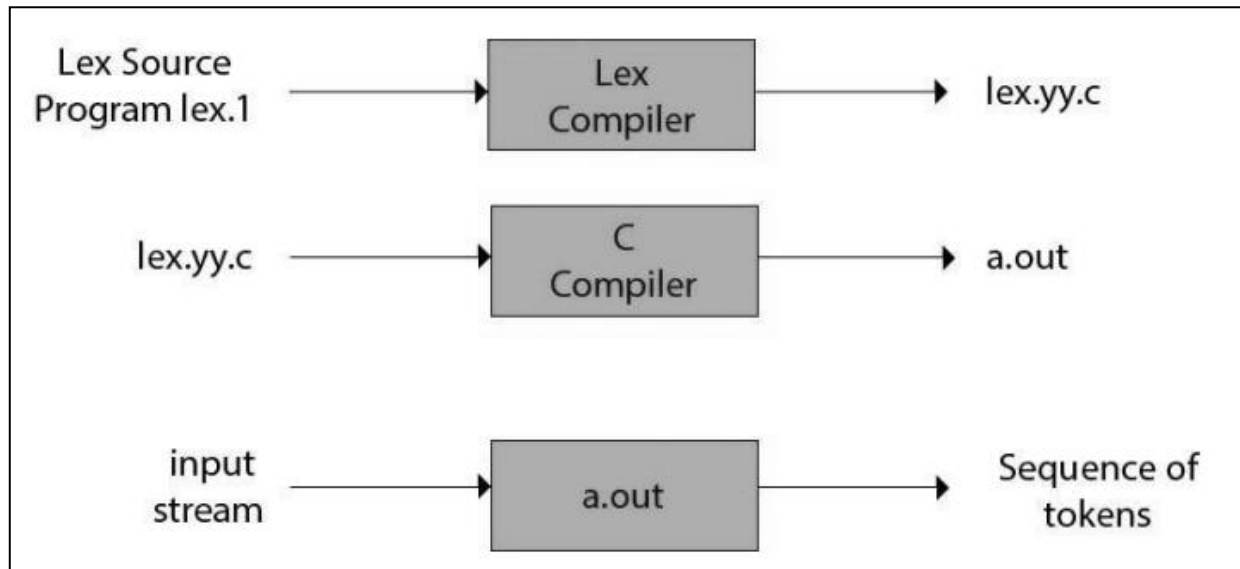 Lex Source
Program lex.1
Lex
Compiler
lex.yy.c
lex.yy.c
C
Compiler
a.out
input
stream
a.out
Sequence of
tokens